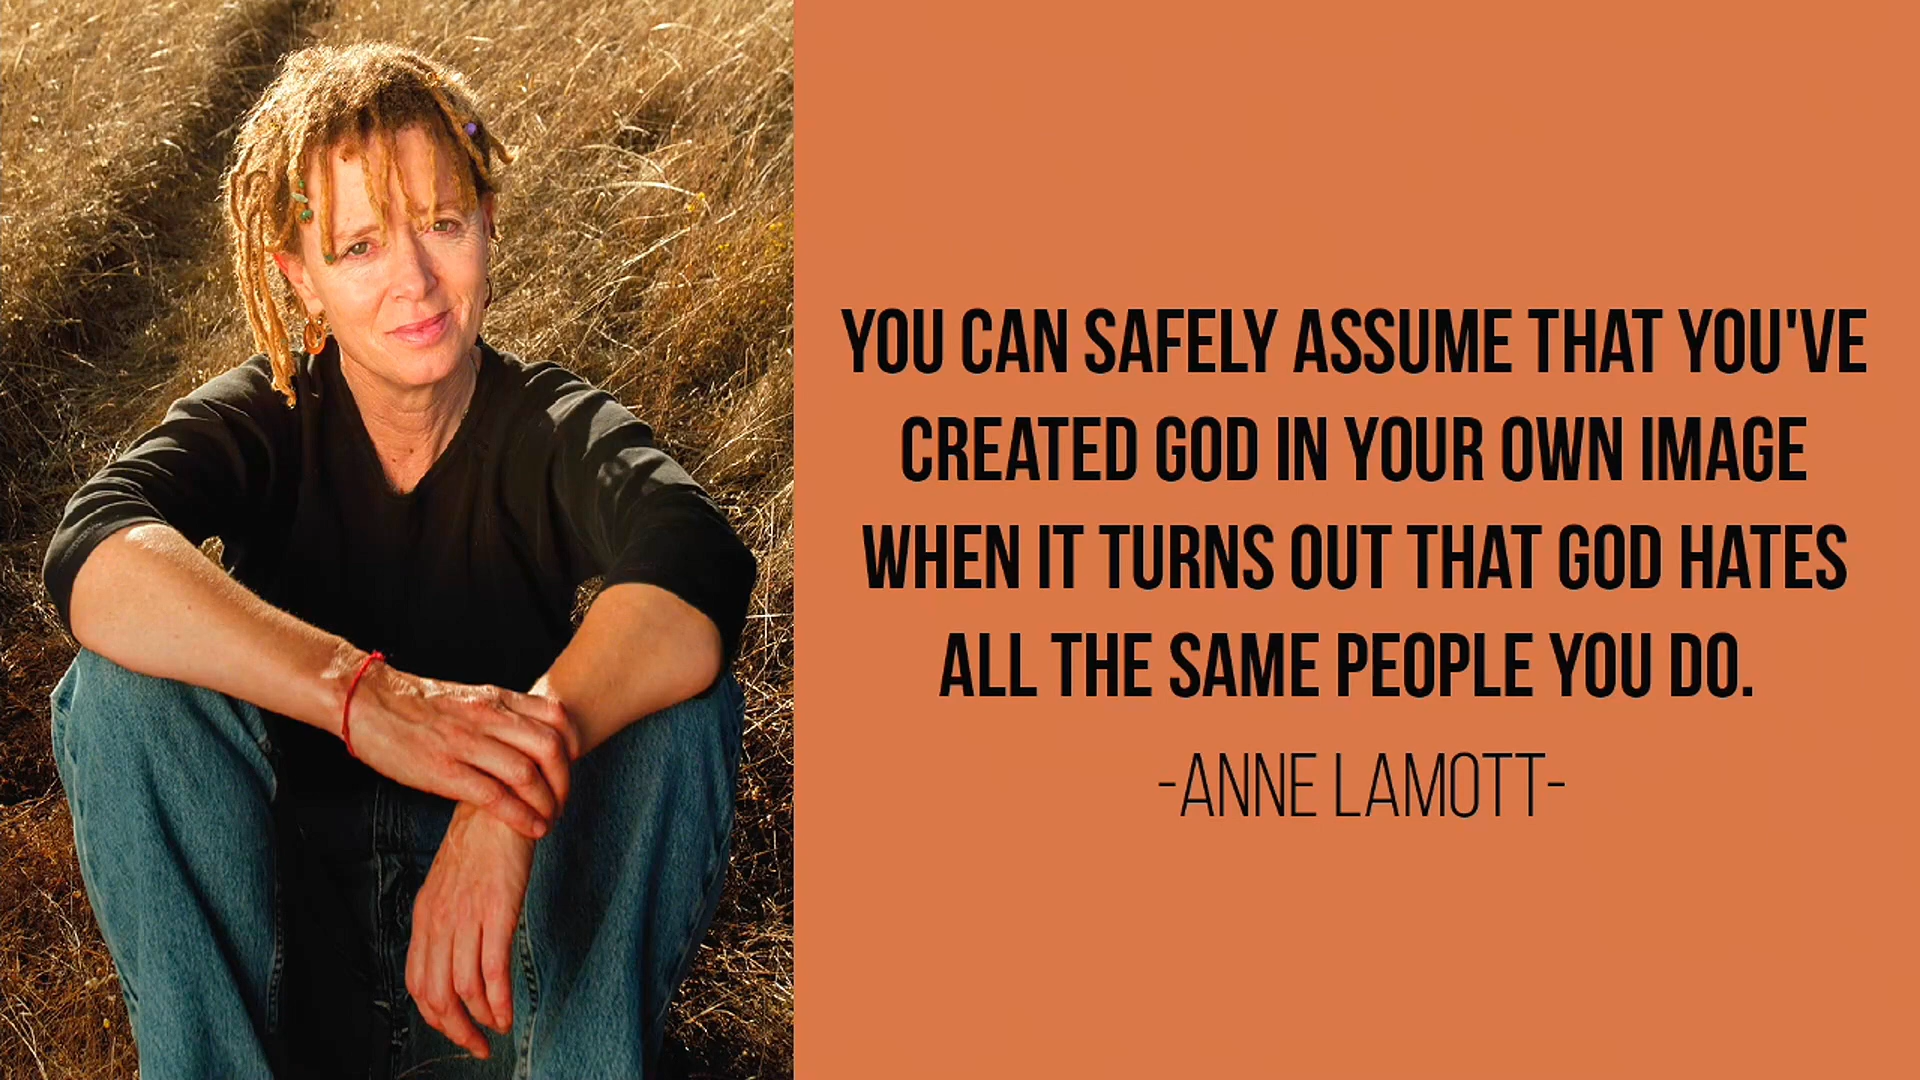 YOU CAN SAFELY ASSUME THAT YOU'VE
CREATED GOD IN YOUR OWN IMAGE
WHEN IT TURNS OUT THAT GOD HATES
ALL THE SAME PEOPLE YOU DO.
-ANNE LAMOTT-